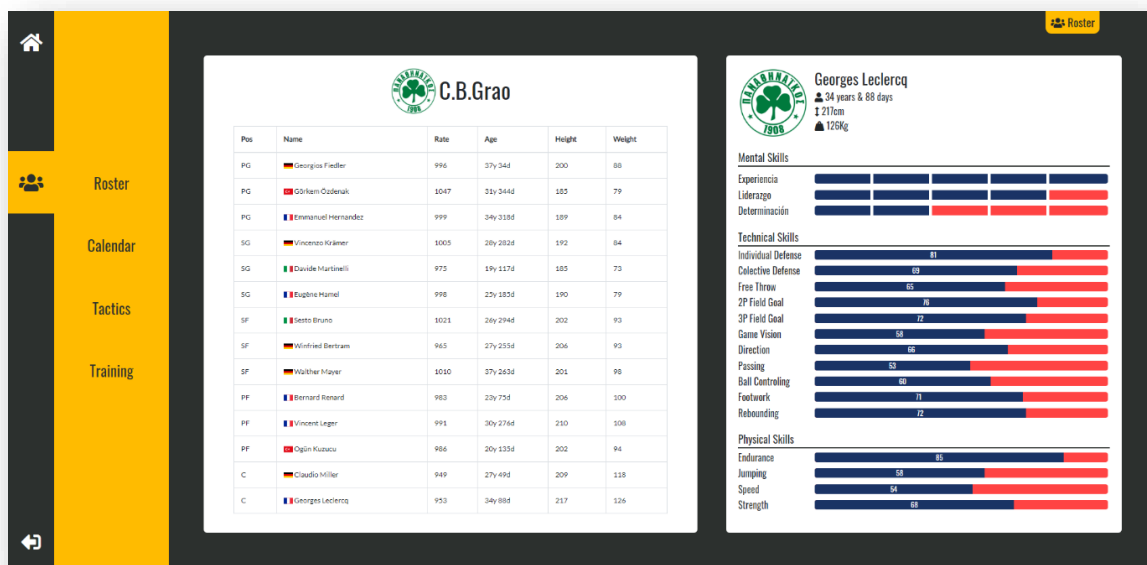 Roster
Roster
Calendar
Tactics
Training
ΠΑΝΑΘΗΝΑΪΚΟΣ
1908
C.B.Grao
Pos Name Rate Age Height Weight
PG Georgios Fiedler 996 37y 34d 200 88
PG Görkem Özdenak 1047 31y 344d 185 79
PG Emmanuel Hernandez 999 34y 318d 189 84
SG Vincenzo Krämer 1005 28y 282d 192 84
SG Davide Martinelli 975 19y 117d 185 73
SG Eugène Hamel 998 25y 185d 190 79
SF Sesto Bruno 1021 26y 294d 202 93
SF Winfried Bertram 965 27y 255d 206 93
SF Walther Mayer 1010 37y 263d 201 98
PF Bernard Renard 983 23y 75d 206 100
PF Vincent Leger 991 30y 276d 210 108
PF Ogün Kuzucu 986 20y 135d 202 94
C Claudio Miller 949 27y 49d 209 118
C Georges Leclercq 953 34y 88d 217 126
ΠΑΝΑΘΗΝΑΪΚΟΣ
1908
Georges Leclercq
34 years & 88 days
217cm
126Kg
Mental Skills
Experiencia
Liderazgo
Determinación
Technical Skills
Individual Defense 81
Colective Defense 69
Free Throw 65
2P Field Goal 76
3P Field Goal 72
Game Vision 58
Direction 66
Passing 53
Ball Controling 60
Footwork 71
Rebounding 72
Physical Skills
Endurance 85
Jumping 58
Speed 54
Strength 68